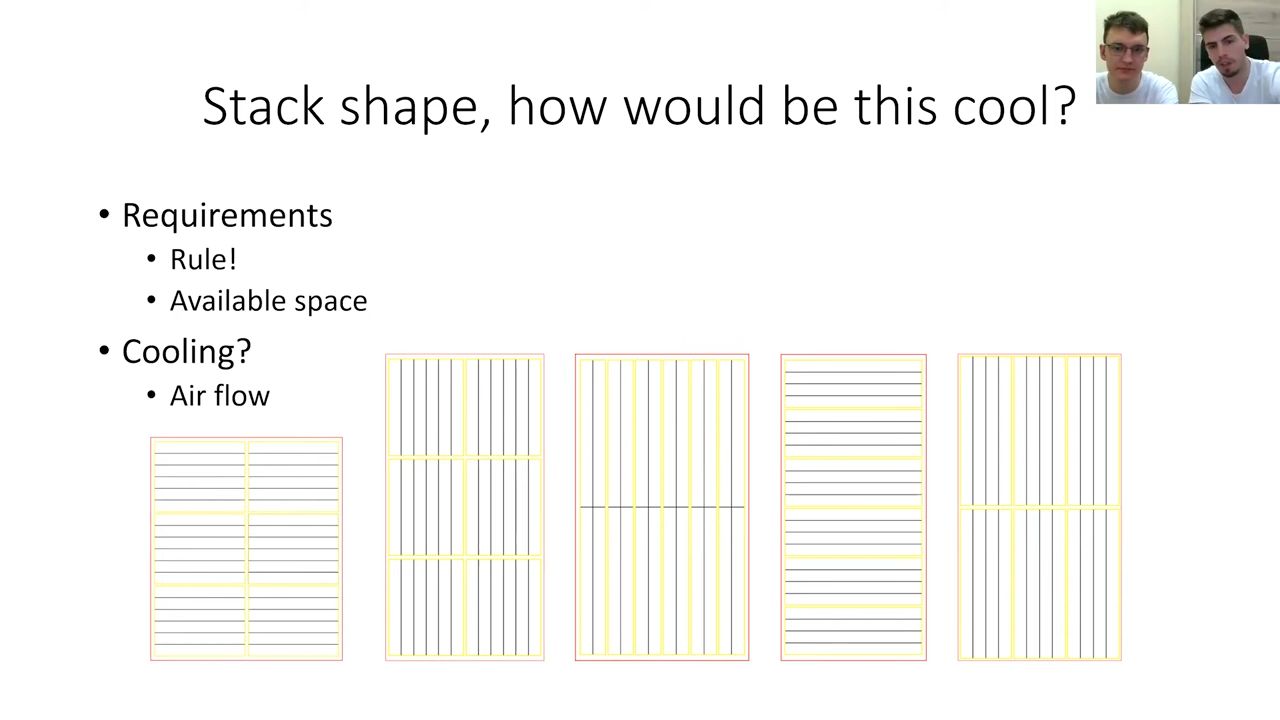 Stack shape, how would be this cool?
• Requirements
• Rule!
• Available space
• Cooling?
• Air flow